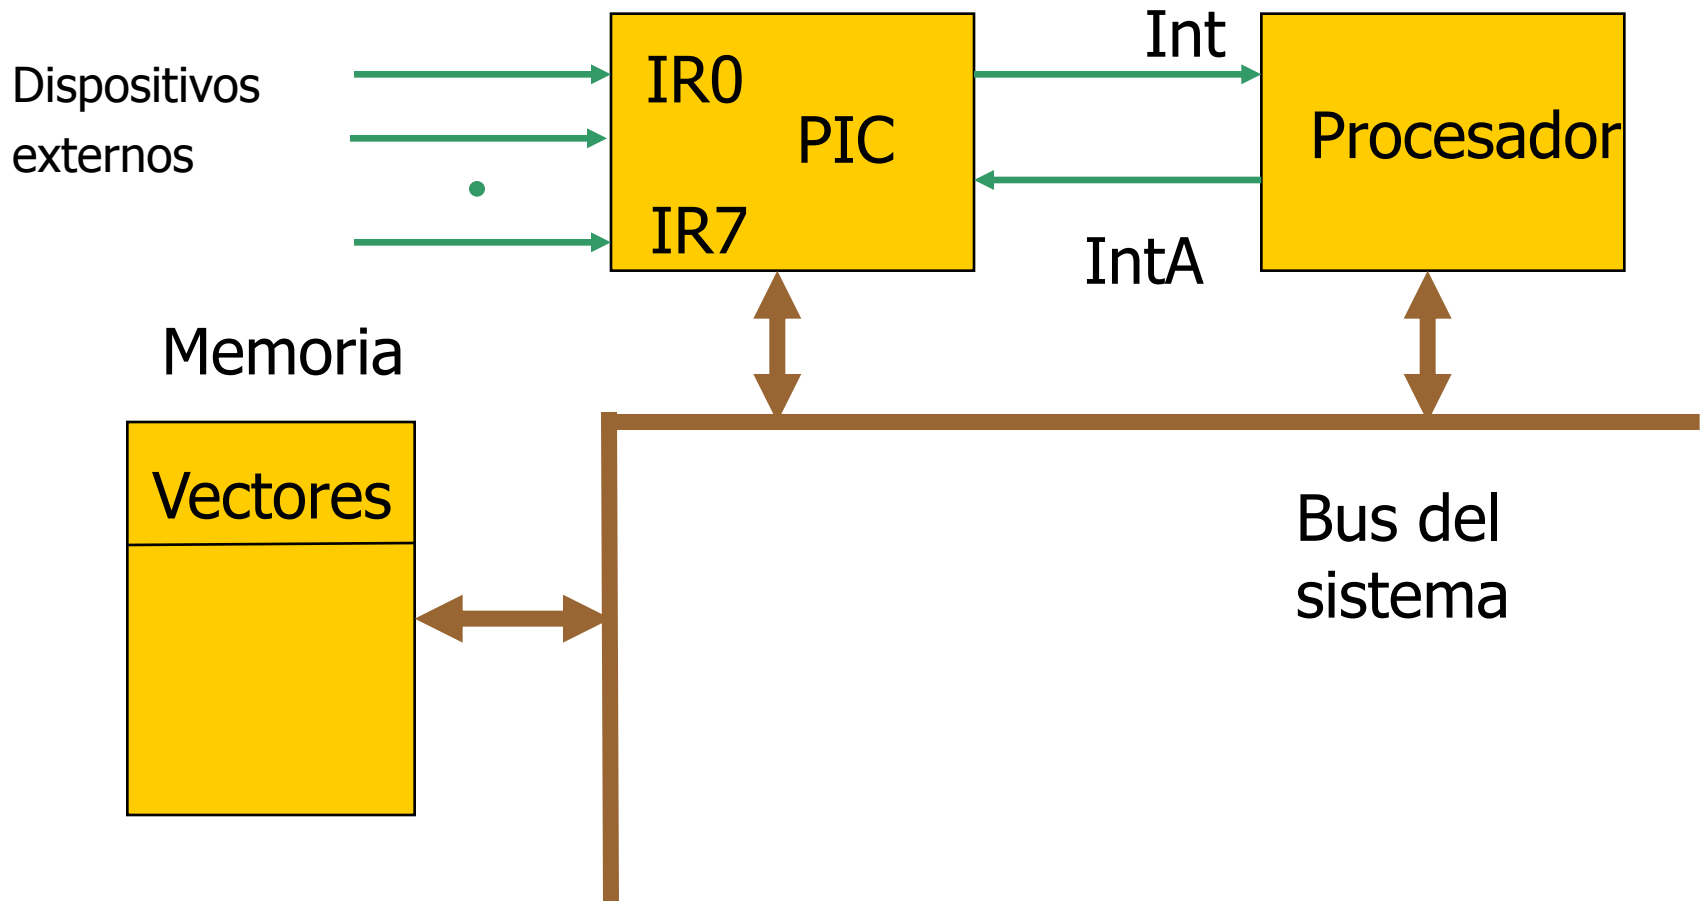 Dispositivos
externos
IR0
PIC
IR7
Int
IntA
Procesador
Memoria
Vectores
Bus del
sistema